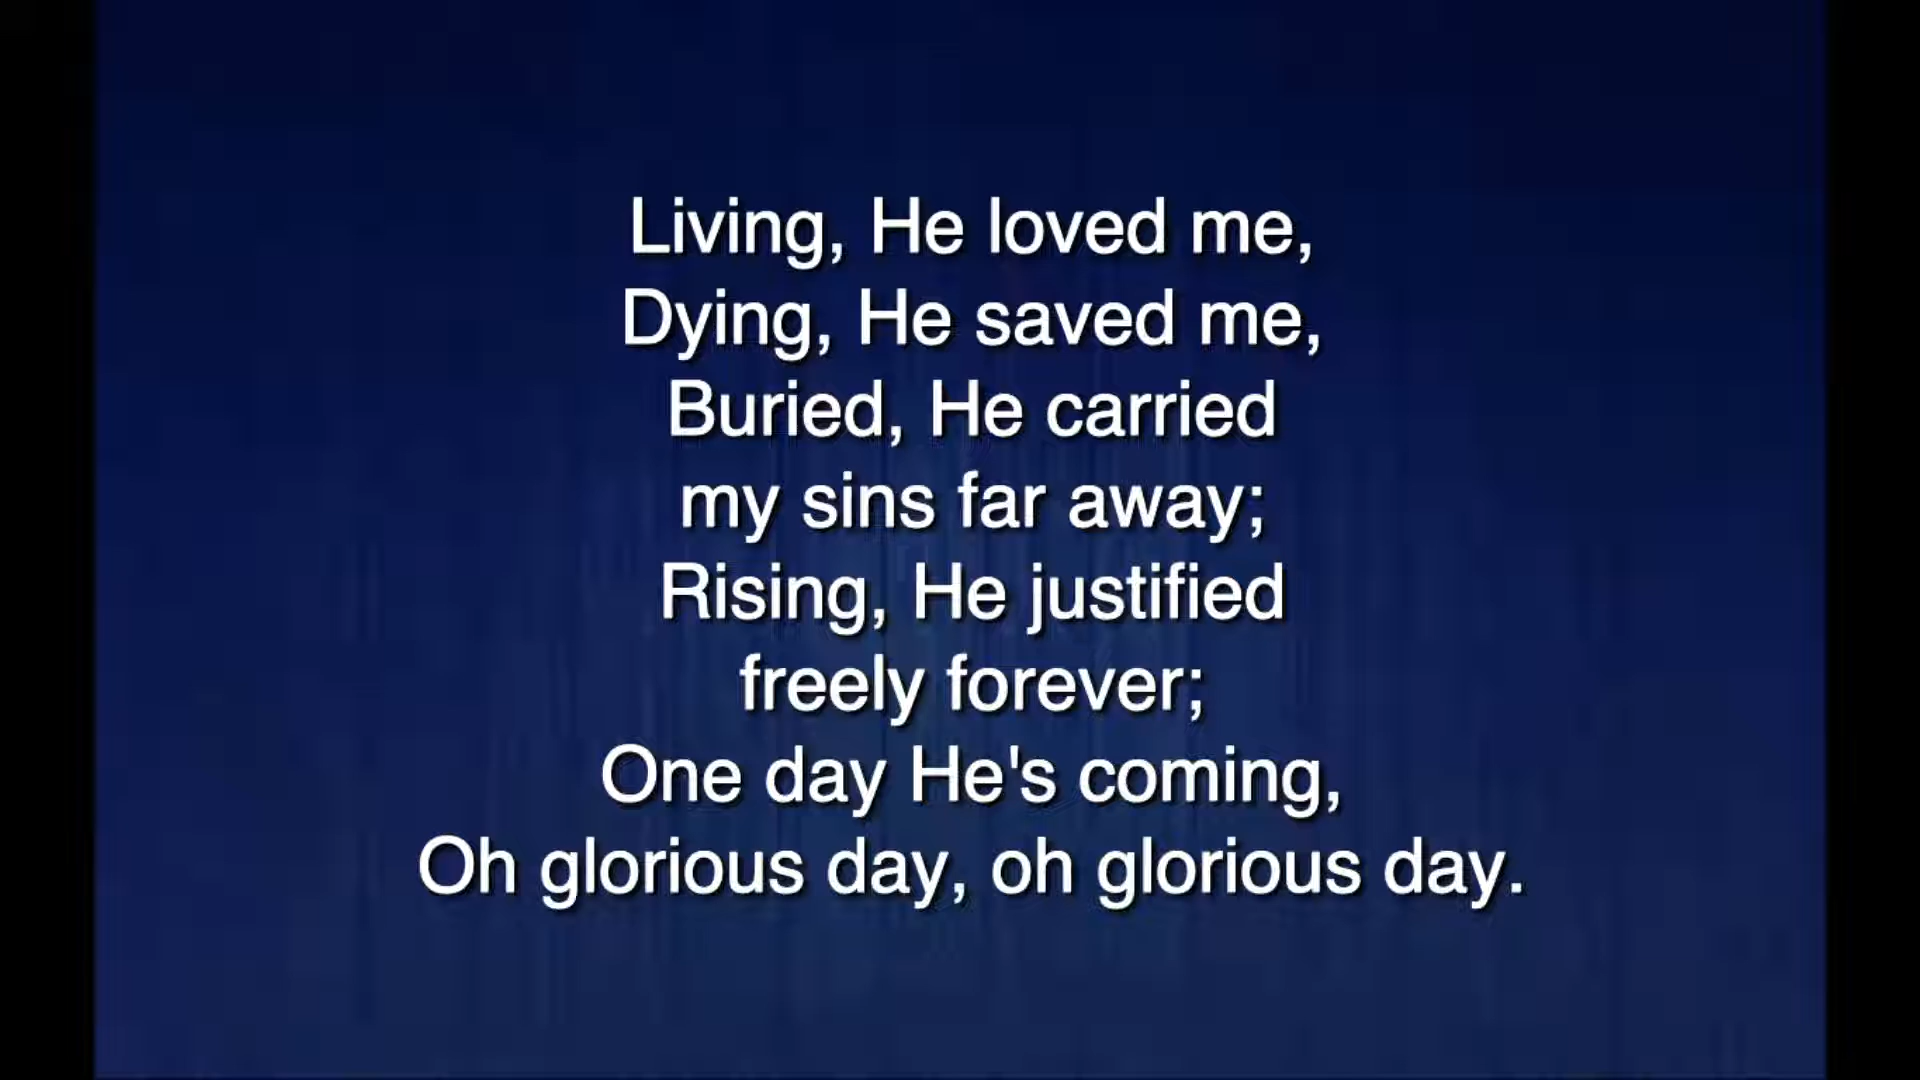 Living, He loved me,
Dying, He saved me,
Buried, He carried
my sins far away;
Rising, He justified
freely forever;
One day He's coming,
Oh glorious day, oh glorious day.